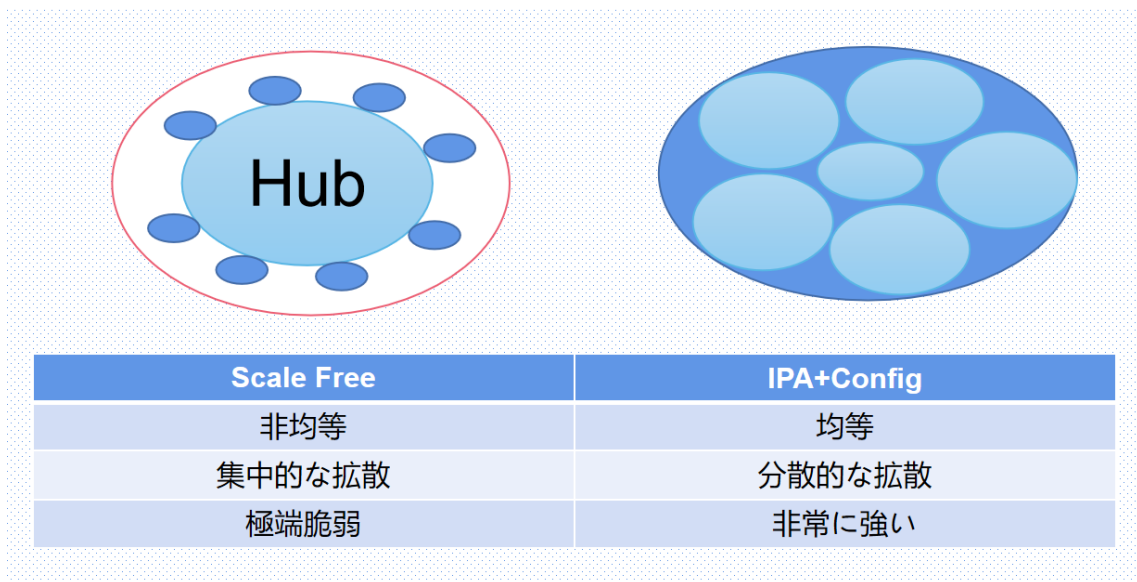 Hub
Scale Free
IPA+Config
非均等
均等
集中的な拡散
分散的な拡散
極端脆弱
非常に強い